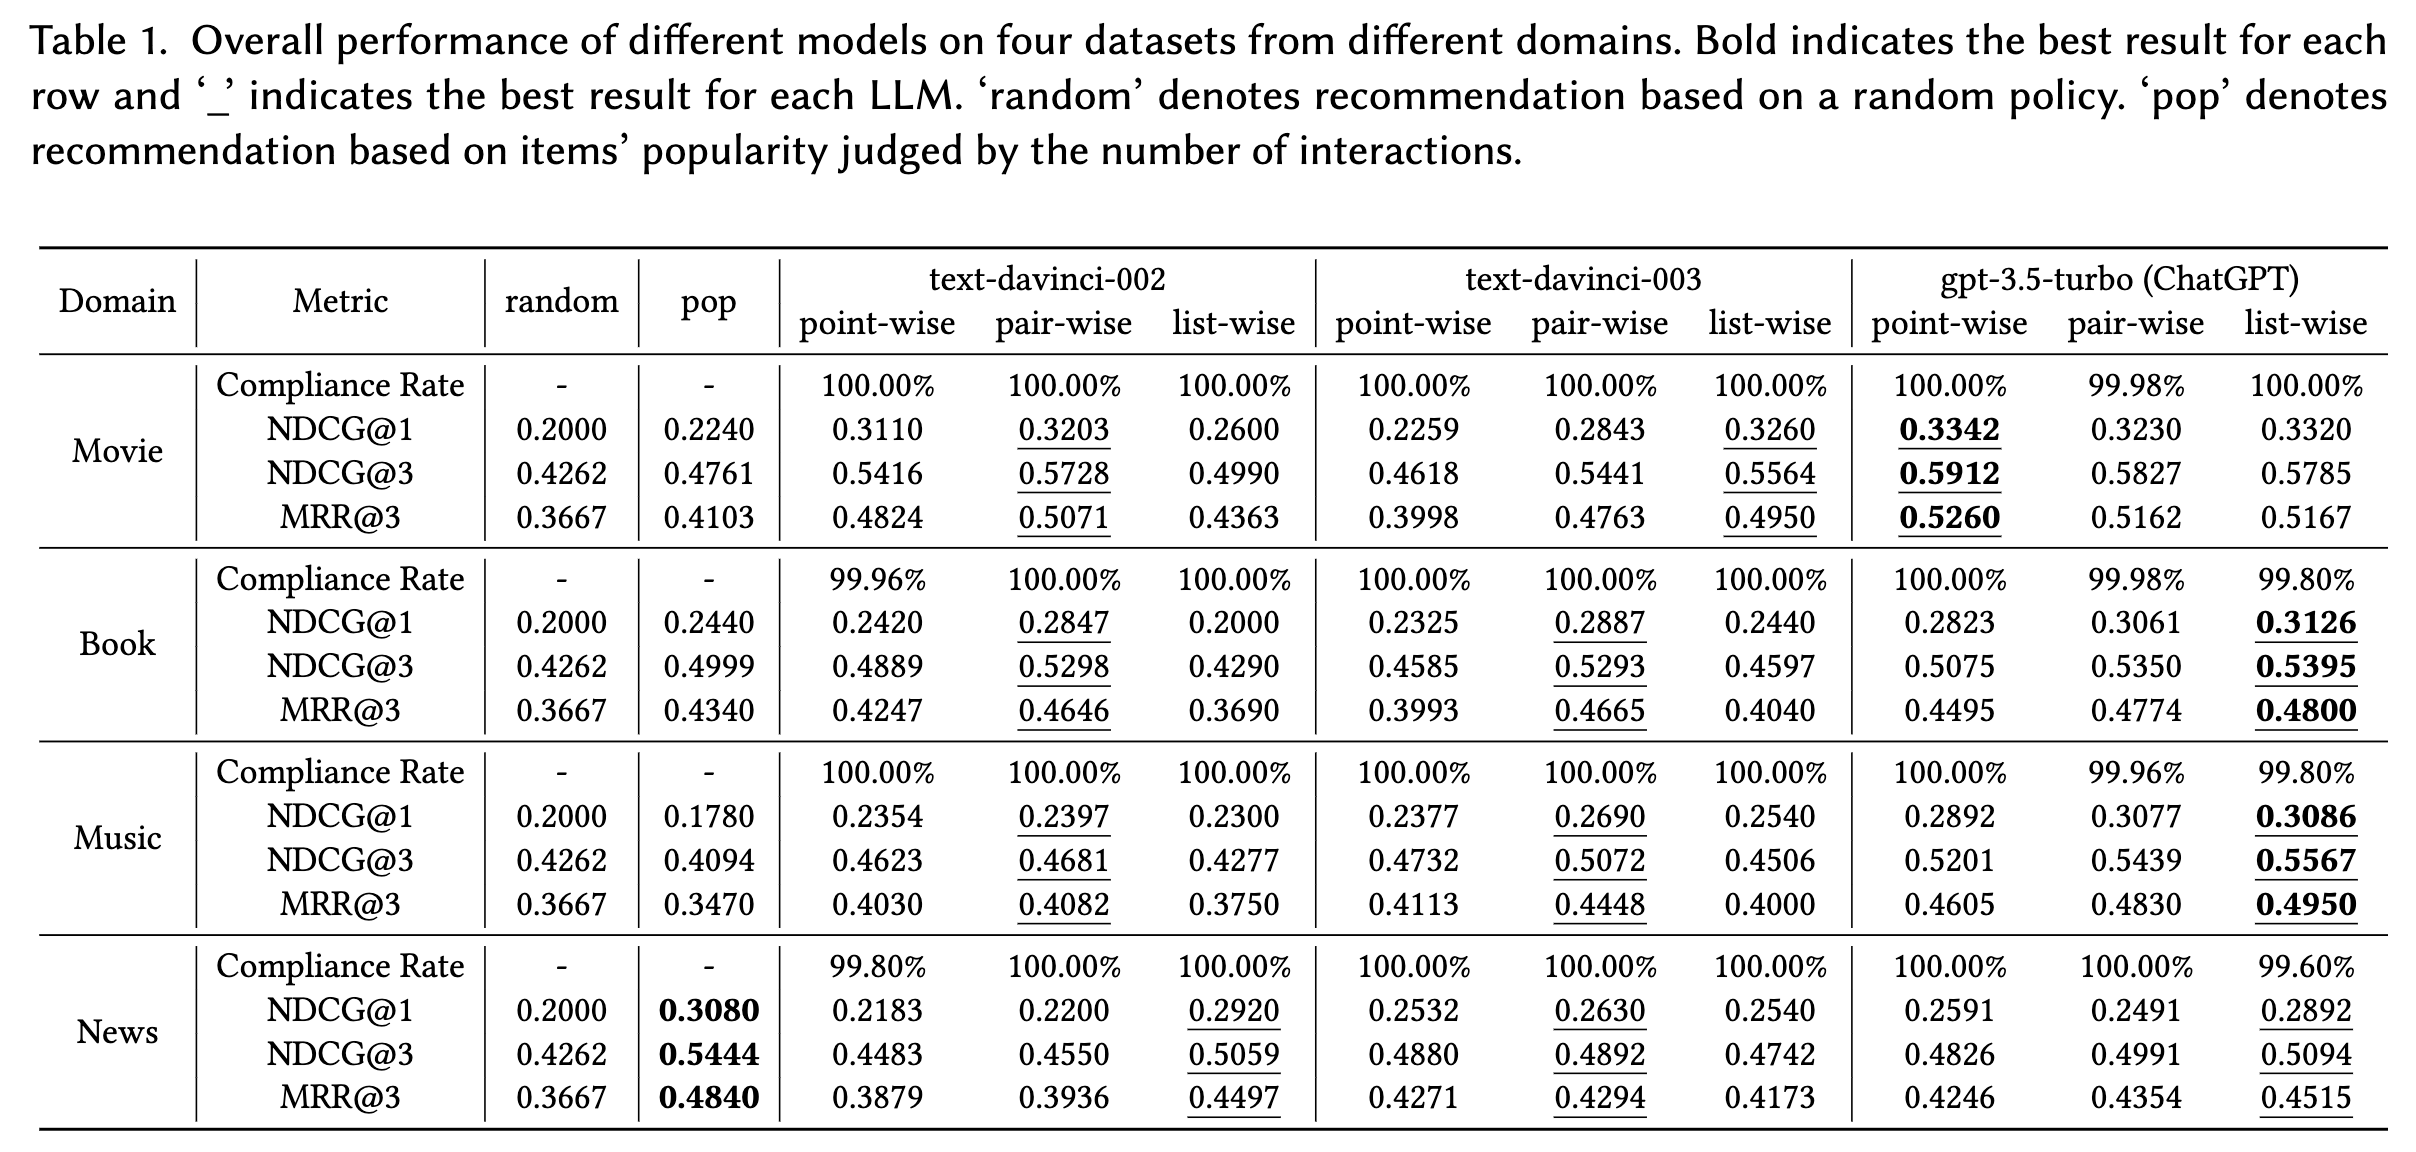 Table 1. Overall performance of different models on four datasets from different domains. Bold indicates the best result for each
row and ‘_’ indicates the best result for each LLM. ‘random’ denotes recommendation based on a random policy. ‘pop’ denotes
recommendation based on items’ popularity judged by the number of interactions.
Domain Metric random pop text-davinci-002 text-davinci-003 gpt-3.5-turbo (ChatGPT)
point-wise pair-wise list-wise point-wise pair-wise list-wise point-wise pair-wise list-wise
Movie
Compliance Rate - - 100.00% 100.00% 100.00% 100.00% 100.00% 100.00% 100.00% 99.98% 100.00%
NDCG@1 0.2000 0.2240 0.3110 0.3203 0.2600 0.2259 0.2843 0.3260 0.3342 0.3230 0.3320
NDCG@3 0.4262 0.4761 0.5416 0.5728 0.4990 0.4618 0.5441 0.5564 0.5912 0.5827 0.5785
MRR@3 0.3667 0.4103 0.4824 0.5071 0.4363 0.3998 0.4763 0.4950 0.5260 0.5162 0.5167
Book
Compliance Rate - - 99.96% 100.00% 100.00% 100.00% 100.00% 100.00% 100.00% 99.98% 99.80%
NDCG@1 0.2000 0.2440 0.2420 0.2847 0.2000 0.2325 0.2887 0.2440 0.2823 0.3061 0.3126
NDCG@3 0.4262 0.4999 0.4889 0.5298 0.4290 0.4585 0.5293 0.4597 0.5075 0.5350 0.5395
MRR@3 0.3667 0.4340 0.4247 0.4646 0.3690 0.3993 0.4665 0.4040 0.4495 0.4774 0.4800
Music
Compliance Rate - - 100.00% 100.00% 100.00% 100.00% 100.00% 100.00% 100.00% 99.96% 99.80%
NDCG@1 0.2000 0.1780 0.2354 0.2397 0.2300 0.2377 0.2690 0.2540 0.2892 0.3077 0.3086
NDCG@3 0.4262 0.4094 0.4623 0.4681 0.4277 0.4732 0.5072 0.4506 0.5201 0.5439 0.5567
MRR@3 0.3667 0.3470 0.4030 0.4082 0.3750 0.4113 0.4448 0.4000 0.4605 0.4830 0.4950
News
Compliance Rate - - 99.80% 100.00% 100.00% 100.00% 100.00% 100.00% 100.00% 100.00% 99.60%
NDCG@1 0.2000 0.3080 0.2183 0.2200 0.2920 0.2532 0.2630 0.2540 0.2591 0.2491 0.2892
NDCG@3 0.4262 0.5444 0.4483 0.4550 0.5059 0.4880 0.4892 0.4742 0.4826 0.4991 0.5094
MRR@3 0.3667 0.4840 0.3879 0.3936 0.4497 0.4271 0.4294 0.4173 0.4246 0.4354 0.4515